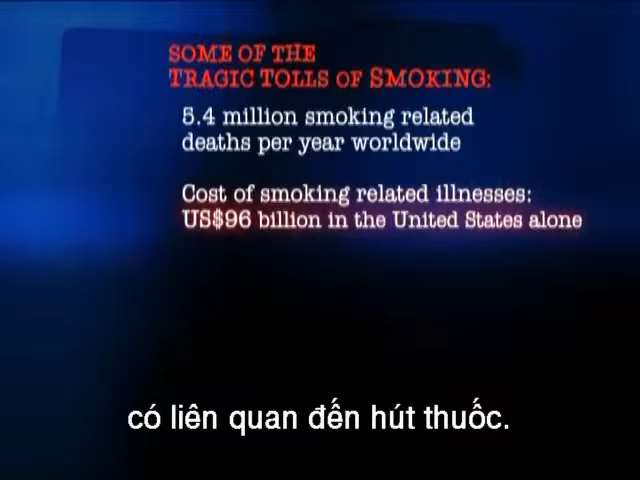 SOME OF THE
TRAGIC TOLLS OF SMOKING:
5.4 million smoking related
deaths per year worldwide
Cost of smoking related illnesses:
US$96 billion in the United States alone
có liên quan đến hút thuốc.